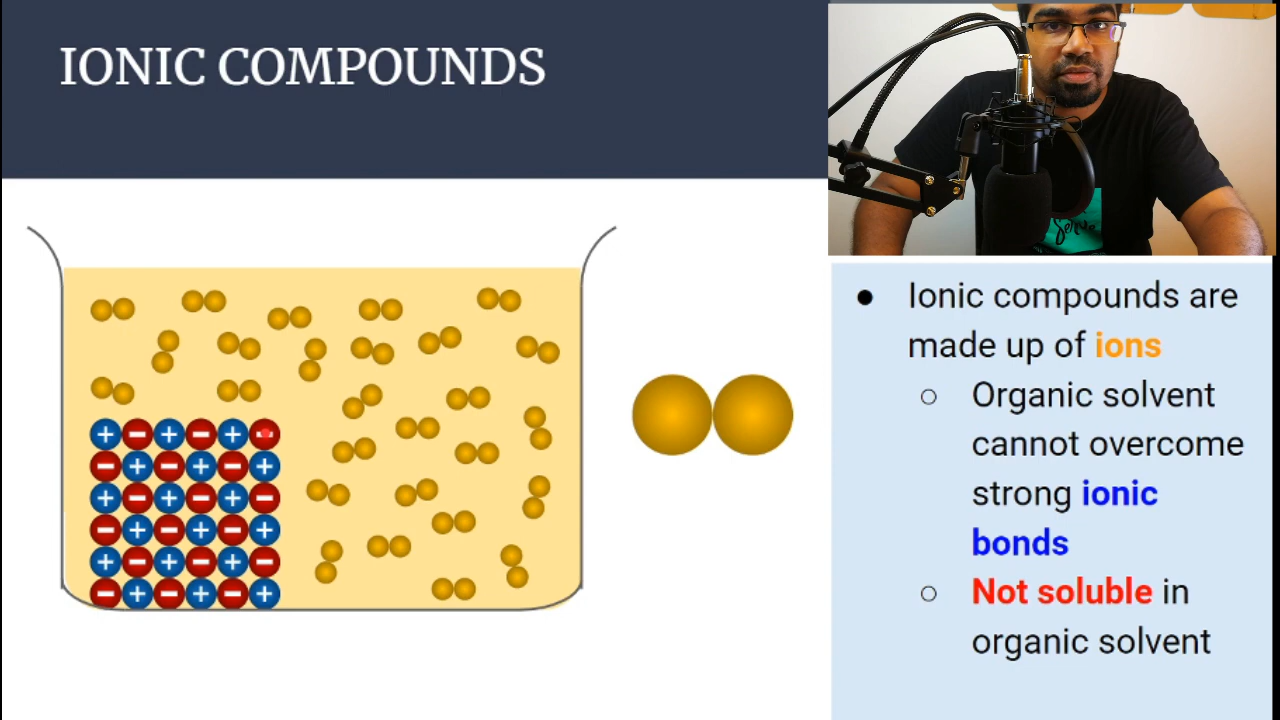 IONIC COMPOUNDS
● Ionic compounds are
made up of ions
○ Organic solvent
cannot overcome
strong ionic
bonds
○ Not soluble in
organic solvent
+ - + - + -
- + - + - +
+ - + - + -
- + - + - +
+ - + - + -
- + - + - +
Serve